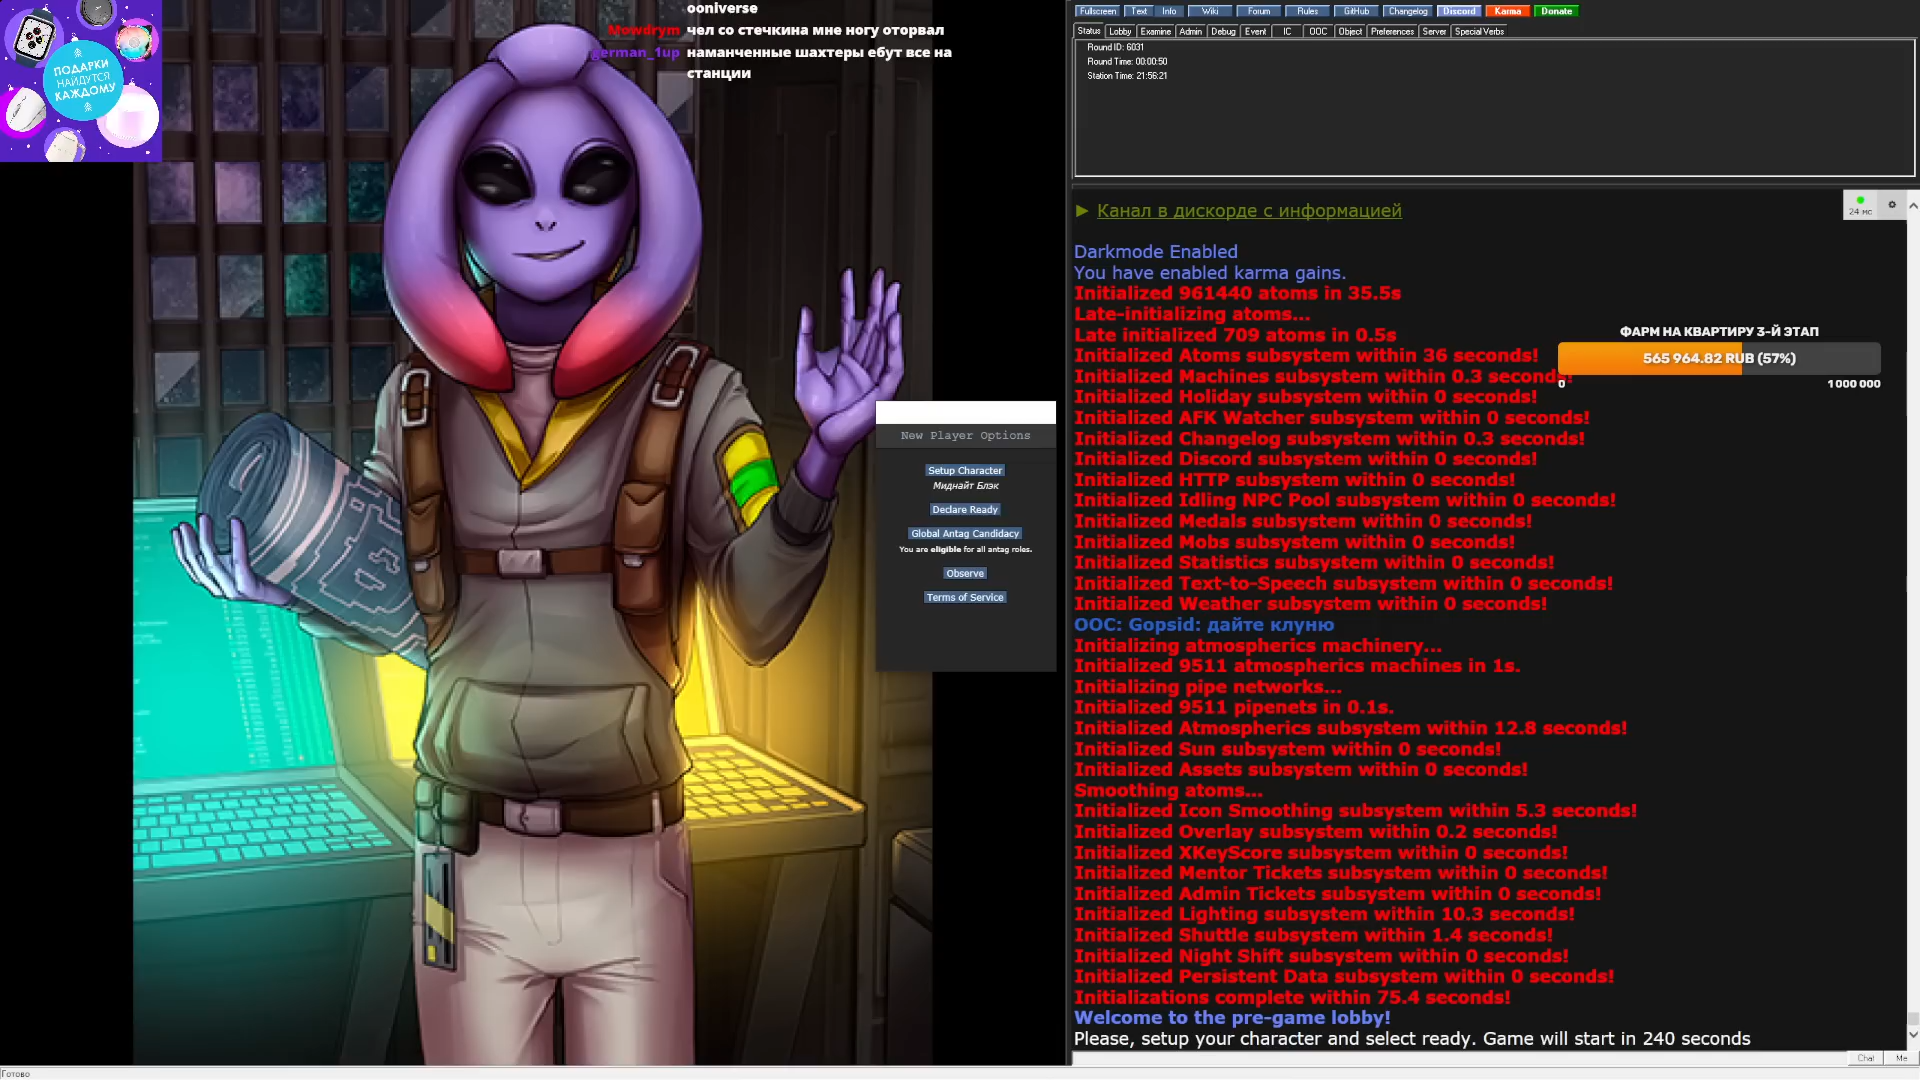 ooniverse
Mowdrym чел со стечкина мне ногу оторвал
german_1up наманченные шахтеры ебут все на
станции
ПОДАРКИ
НАЙДУТСЯ
КАЖДОМУ
New Player Options
Setup Character
Миднайт Блэк
Declare Ready
Global Antag Candidacy
You are eligible for all antag roles.
Observe
Terms of Service
Готово
Fullscreen Text Info Wiki Forum Rules GitHub Changelog Discord Karma Donate
Status Lobby Examine Admin Debug Event IC OOC Object Preferences Server Special Verbs
Round ID: 6031
Round Time: 00:00:50
Station Time: 21:56:21
24 мс
► Канал в дискорде с информацией
Darkmode Enabled
You have enabled karma gains.
Initialized 961440 atoms in 35.5s
Late-initializing atoms...
Late initialized 709 atoms in 0.5s
Initialized Atoms subsystem within 36 seconds!
Initialized Machines subsystem within 0.3 seconds!
Initialized Holiday subsystem within 0 seconds!
Initialized AFK Watcher subsystem within 0 seconds!
Initialized Changelog subsystem within 0.3 seconds!
Initialized Discord subsystem within 0 seconds!
Initialized HTTP subsystem within 0 seconds!
Initialized Idling NPC Pool subsystem within 0 seconds!
Initialized Medals subsystem within 0 seconds!
Initialized Mobs subsystem within 0 seconds!
Initialized Statistics subsystem within 0 seconds!
Initialized Text-to-Speech subsystem within 0 seconds!
Initialized Weather subsystem within 0 seconds!
OOC: Gopsid: дайте клуню
Initializing atmospherics machinery...
Initialized 9511 atmospherics machines in 1s.
Initializing pipe networks...
Initialized 9511 pipenets in 0.1s.
Initialized Atmospherics subsystem within 12.8 seconds!
Initialized Sun subsystem within 0 seconds!
Initialized Assets subsystem within 0 seconds!
Smoothing atoms...
Initialized Icon Smoothing subsystem within 5.3 seconds!
Initialized Overlay subsystem within 0.2 seconds!
Initialized XKeyScore subsystem within 0 seconds!
Initialized Mentor Tickets subsystem within 0 seconds!
Initialized Admin Tickets subsystem within 0 seconds!
Initialized Lighting subsystem within 10.3 seconds!
Initialized Shuttle subsystem within 1.4 seconds!
Initialized Night Shift subsystem within 0 seconds!
Initialized Persistent Data subsystem within 0 seconds!
Initializations complete within 75.4 seconds!
Welcome to the pre-game lobby!
Please, setup your character and select ready. Game will start in 240 seconds
ФАРМ НА КВАРТИРУ 3-Й ЭТАП
565 964.82 RUB (57%)
0 1 000 000
Chat Me